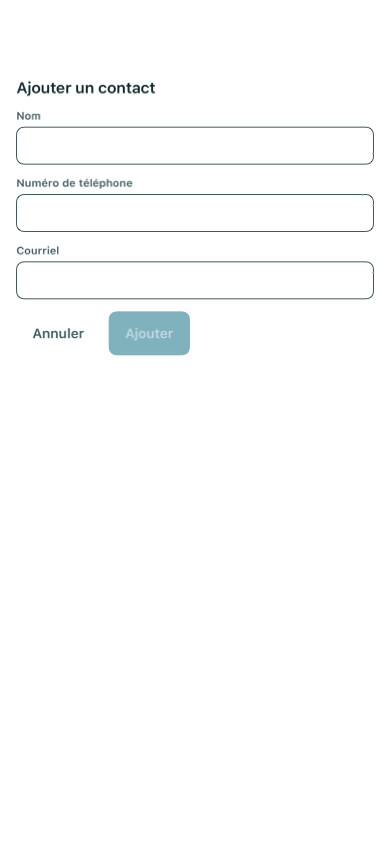 Ajouter un contact
Nom
Numéro de téléphone
Courriel
Annuler Ajouter